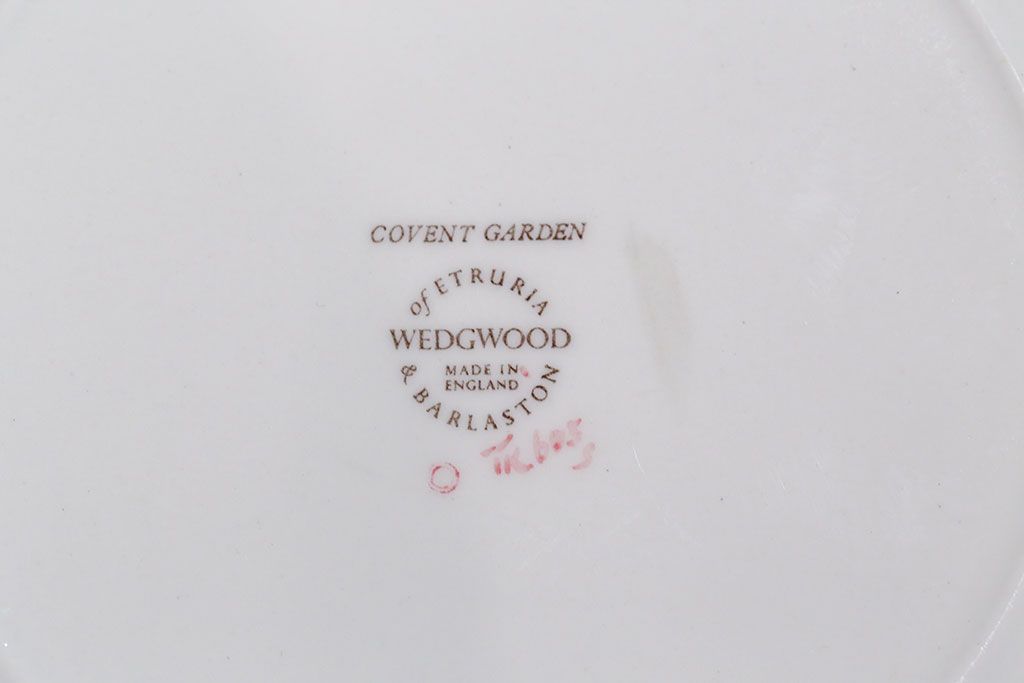 COVENT GARDEN
of ETRURIA
WEDGWOOD
MADE IN
ENGLAND
& BARLASTON